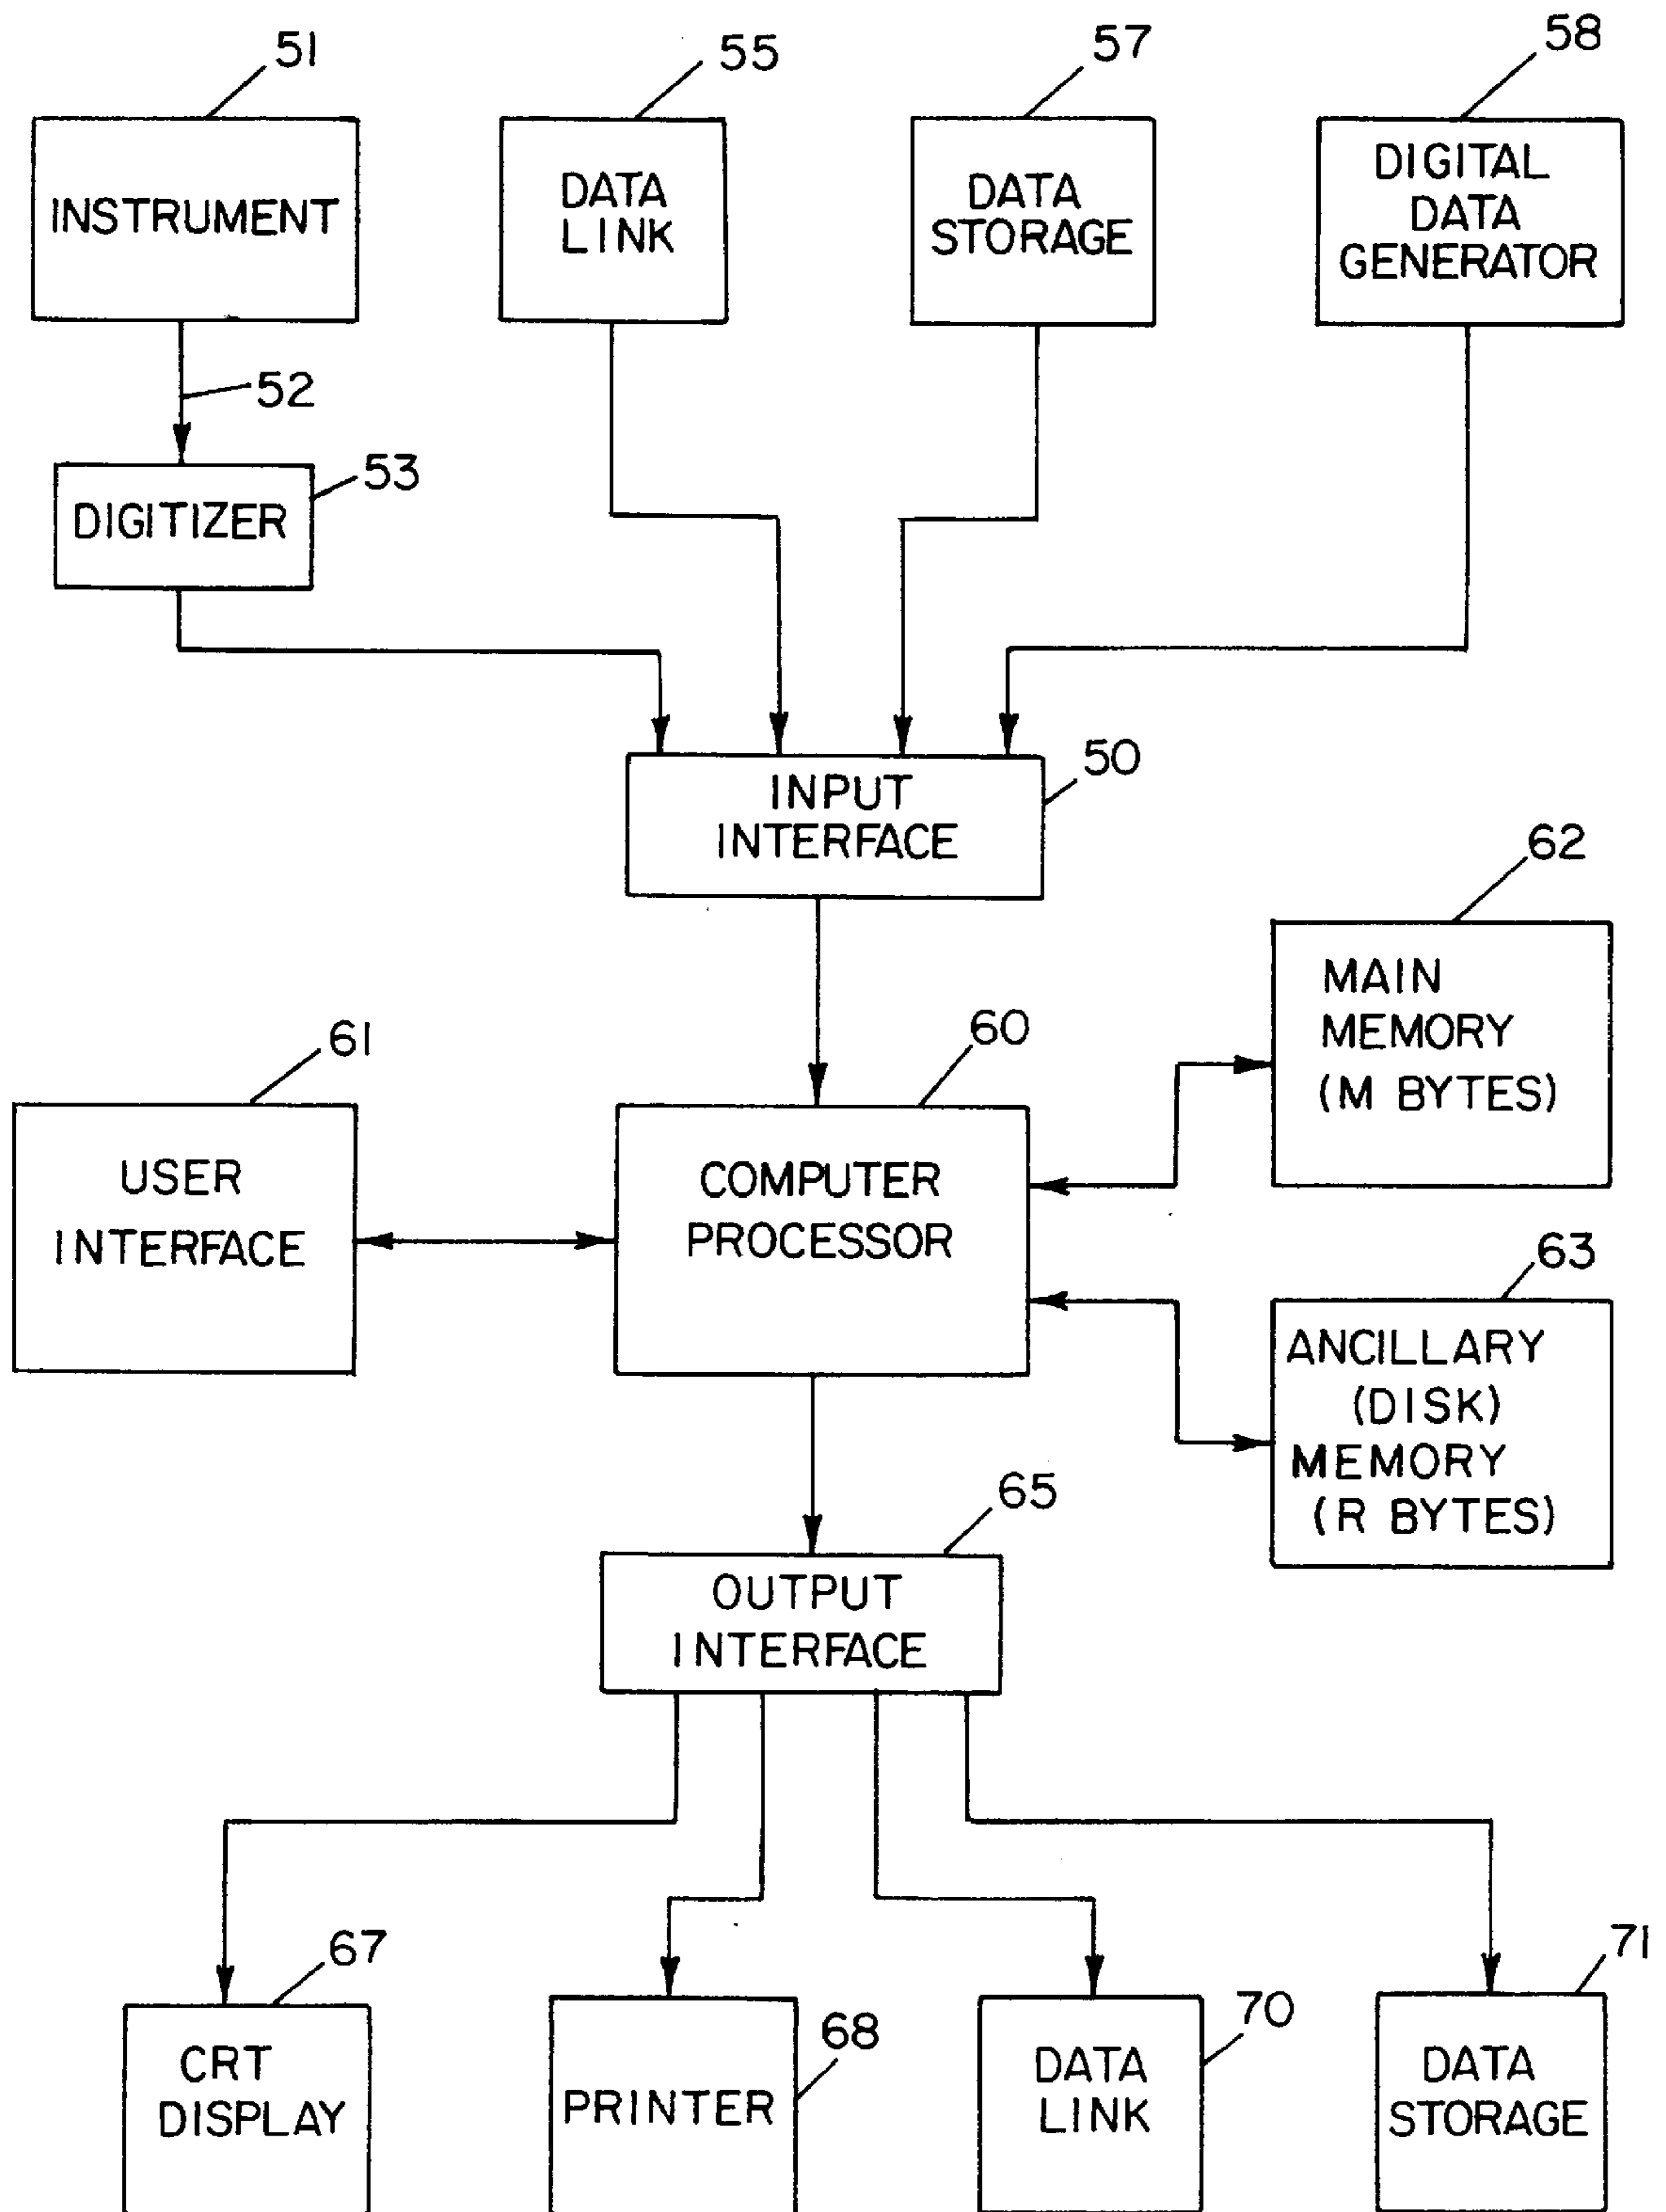 51
55
57
58
INSTRUMENT
DATA
LINK
DATA
STORAGE
DIGITAL
DATA
GENERATOR
52
53
DIGITIZER
50
INPUT
INTERFACE
62
MAIN
MEMORY
(M BYTES)
61
60
USER
INTERFACE
COMPUTER
PROCESSOR
63
ANCILLARY
(DISK)
MEMORY
(R BYTES)
65
OUTPUT
INTERFACE
67
68
70
71
CRT
DISPLAY
PRINTER
DATA
LINK
DATA
STORAGE